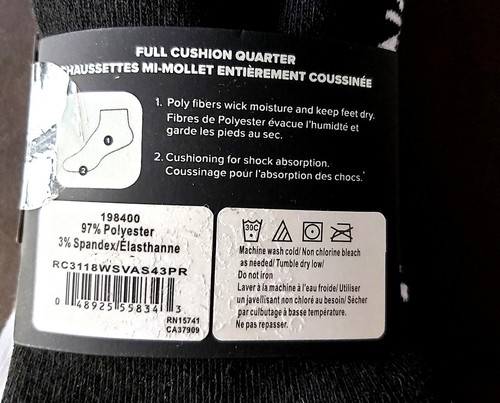 FULL CUSHION QUARTER
CHAUSSETTES MI-MOLLET ENTIÈREMENT COUSSINÉE
1. Poly fibers wick moisture and keep feet dry.
Fibres de Polyester évacue l'humidité et
garde les pieds au sec.
2. Cushioning for shock absorption.
Coussinage pour l'absorption des chocs.
1
2
198400
97% Polyester
3% Spandex/Élasthanne
RC3118WSVAS43PR
0 48925 55834 3
RN15741
CA37909
30C
Machine wash cold/ Non chlorine bleach
as needed/ Tumble dry low/
Do not iron
Laver à la machine à l'eau froide/ Utiliser
un javellisant non chloré au besoin/ Sécher
par culbutage à basse température.
Ne pas repasser.